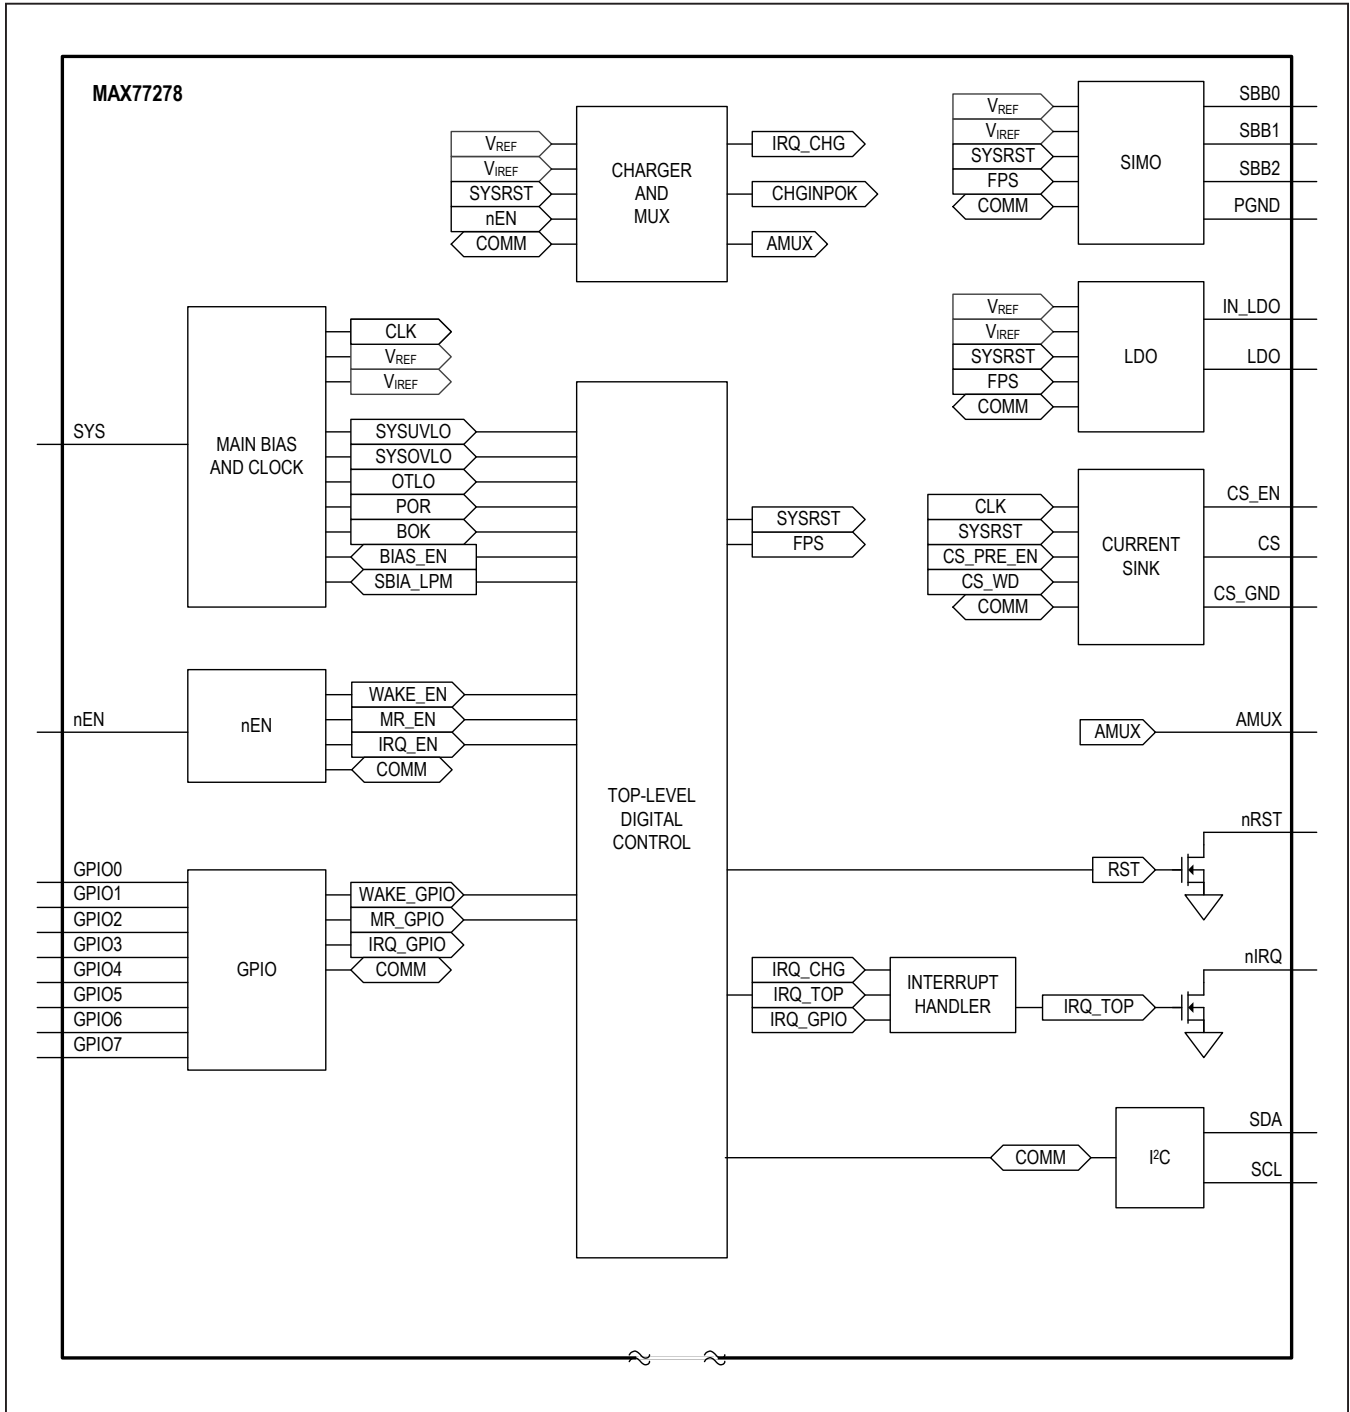 MAX77278
VREF
VIREF
SYSRST
nEN
COMM
CHARGER
AND
MUX
IRQ_CHG
CHGINPOK
AMUX
VREF
VIREF
SYSRST
FPS
COMM
SIMO
SBB0
SBB1
SBB2
PGND
VREF
VIREF
SYSRST
FPS
COMM
LDO
IN_LDO
LDO
SYS
MAIN BIAS
AND CLOCK
CLK
VREF
VIREF
SYSUVLO
SYSOVLO
OTLO
POR
BOK
BIAS_EN
SBIA_LPM
SYSRST
FPS
CLK
SYSRST
CS_PRE_EN
CS_WD
COMM
CURRENT
SINK
CS_EN
CS
CS_GND
nEN
nEN
WAKE_EN
MR_EN
IRQ_EN
COMM
AMUX
AMUX
TOP-LEVEL
DIGITAL
CONTROL
RST
nRST
GPIO0
GPIO1
GPIO2
GPIO3
GPIO4
GPIO5
GPIO6
GPIO7
GPIO
WAKE_GPIO
MR_GPIO
IRQ_GPIO
COMM
IRQ_CHG
IRQ_TOP
IRQ_GPIO
INTERRUPT
HANDLER
IRQ_TOP
nIRQ
COMM
I²C
SDA
SCL